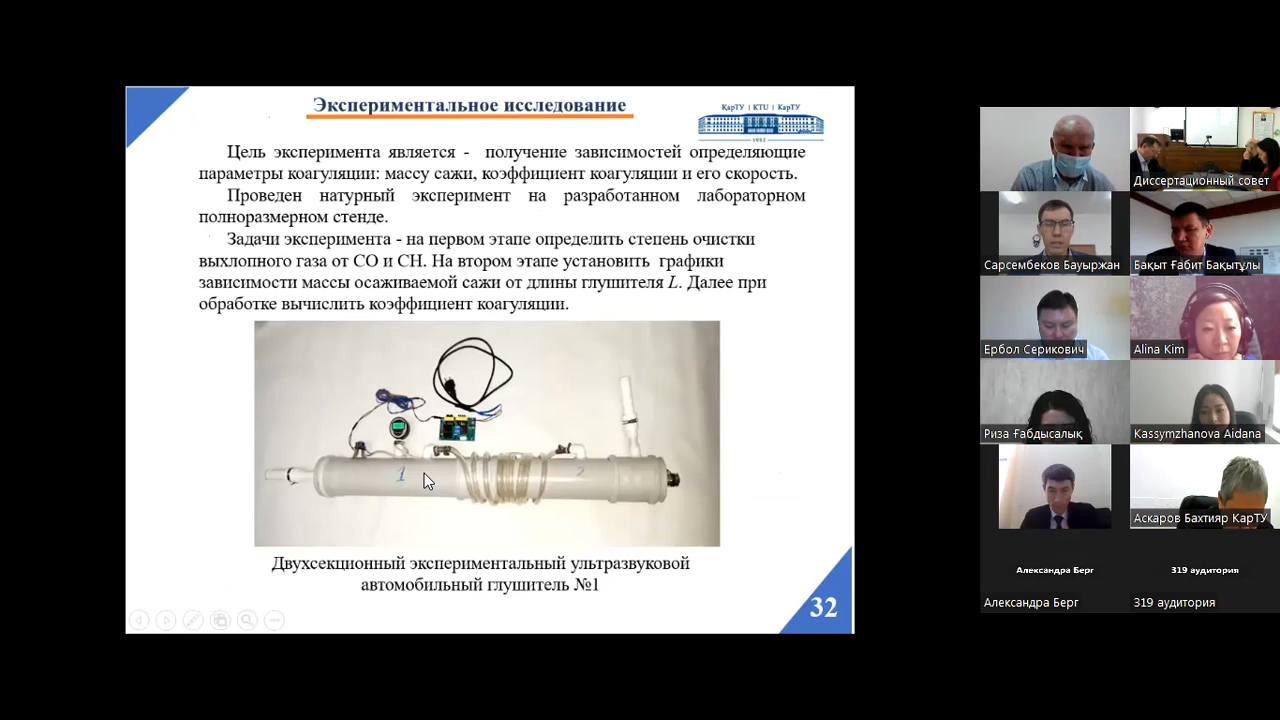 Экспериментальное исследование
ҚарТУ | KTU | КарТУ
1953
Цель эксперимента является - получение зависимостей определяющие
параметры коагуляции: массу сажи, коэффициент коагуляции и его скорость.
Проведен натурный эксперимент на разработанном лабораторном
полноразмерном стенде.
Задачи эксперимента - на первом этапе определить степень очистки
выхлопного газа от СО и СН. На втором этапе установить графики
зависимости массы осаживаемой сажи от длины глушителя L. Далее при
обработке вычислить коэффициент коагуляции.
1
2
Двухсекционный экспериментальный ультразвуковой
автомобильный глушитель №1
32
Диссертационный совет
Сарсембеков Бауыржан
Бақыт Ғабит Бақытұлы
Ербол Серикович
Alina Kim
Риза Ғабдысалық
Kassymzhanova Aidana
Аскаров Бахтияр КарТУ
Александра Берг
319 аудитория
Александра Берг
319 аудитория